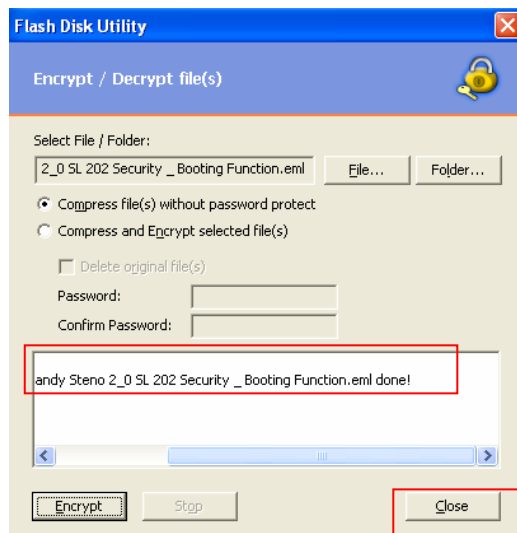 Flash Disk Utility
Encrypt / Decrypt file(s)
Select File / Folder:
2_0 SL 202 Security _ Booting Function.eml File... Folder...
Compress file(s) without password protect
Compress and Encrypt selected file(s)
Delete original file(s)
Password:
Confirm Password:
andy Steno 2_0 SL 202 Security _ Booting Function.eml done!
Encrypt Stop Close